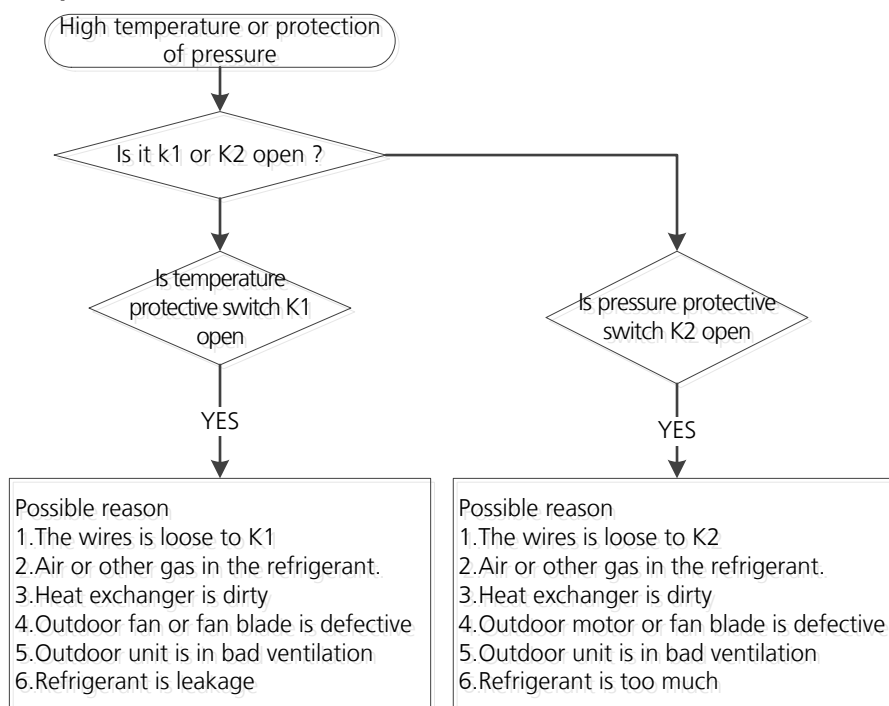 High temperature or protection
of pressure
Is it k1 or K2 open ?
Is temperature
protective switch K1
open
Is pressure protective
switch K2 open
YES
YES
Possible reason
1.The wires is loose to K1
2.Air or other gas in the refrigerant.
3.Heat exchanger is dirty
4.Outdoor fan or fan blade is defective
5.Outdoor unit is in bad ventilation
6.Refrigerant is leakage
Possible reason
1.The wires is loose to K2
2.Air or other gas in the refrigerant.
3.Heat exchanger is dirty
4.Outdoor motor or fan blade is defective
5.Outdoor unit is in bad ventilation
6.Refrigerant is too much